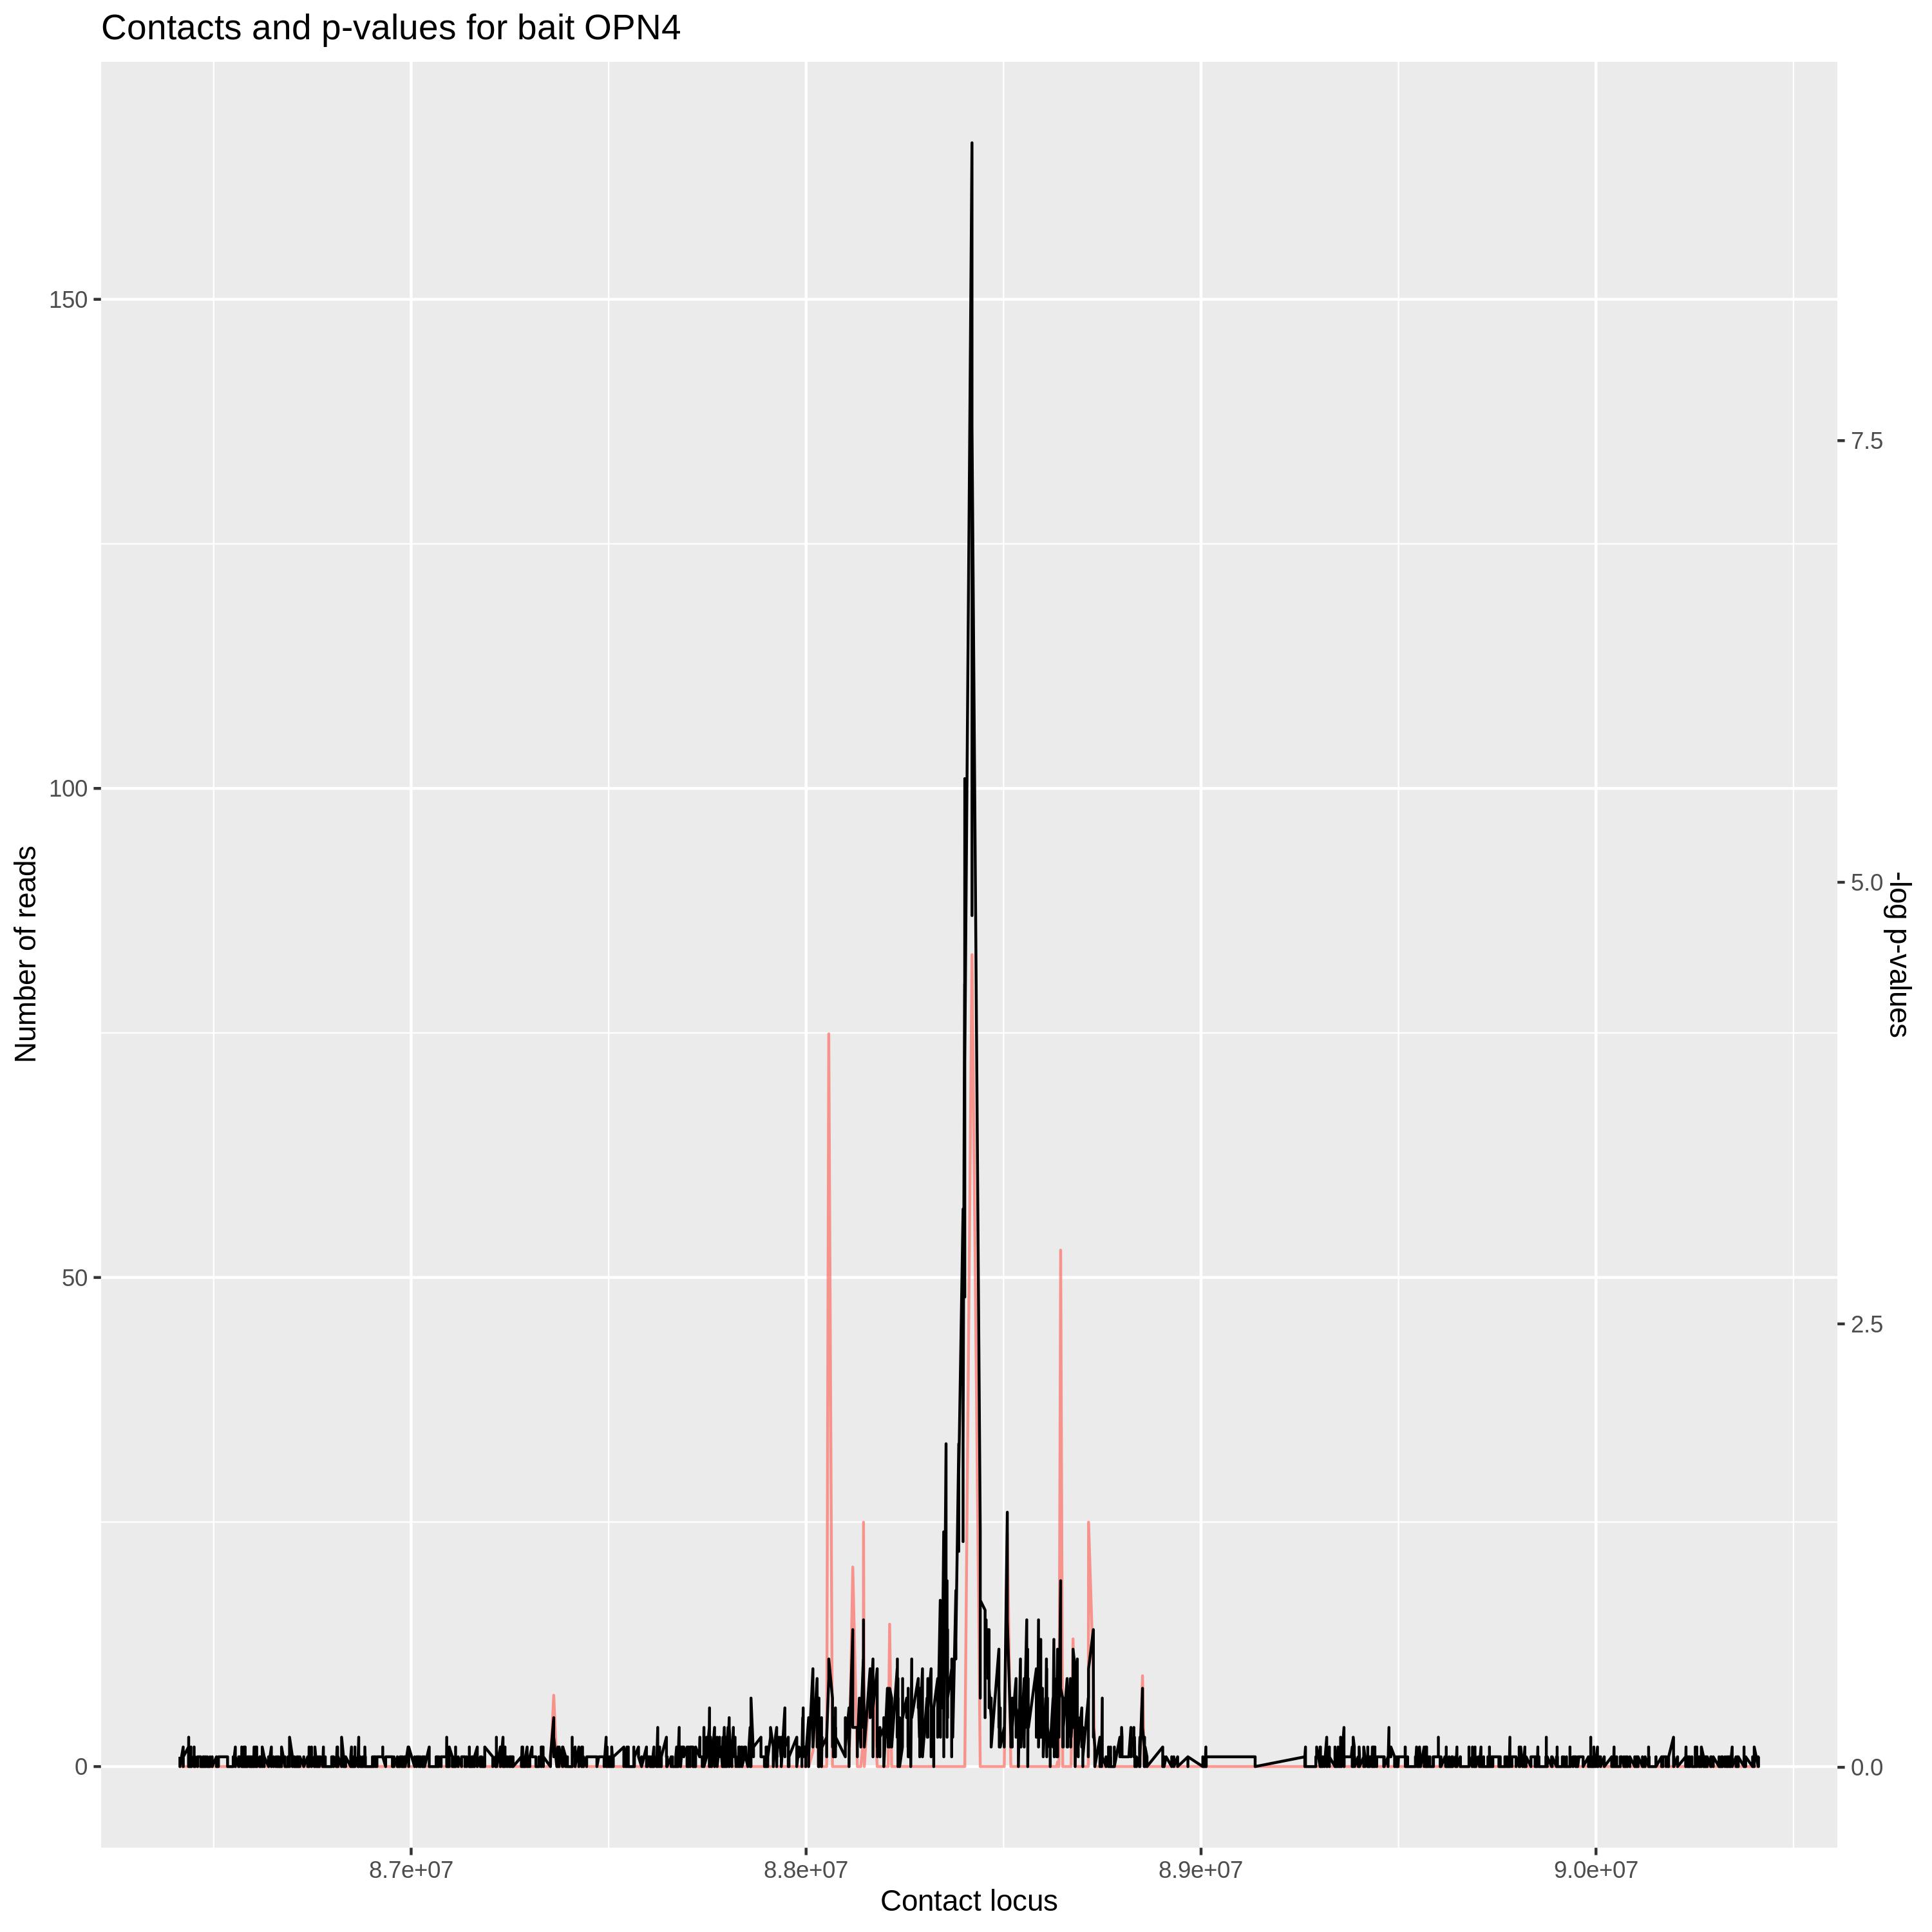 Contacts and p-values for bait OPN4
Number of reads
150
100
50
0
7.5
5.0
2.5
0.0
-log p-values
8.7e+07 8.8e+07 8.9e+07 9.0e+07
Contact locus